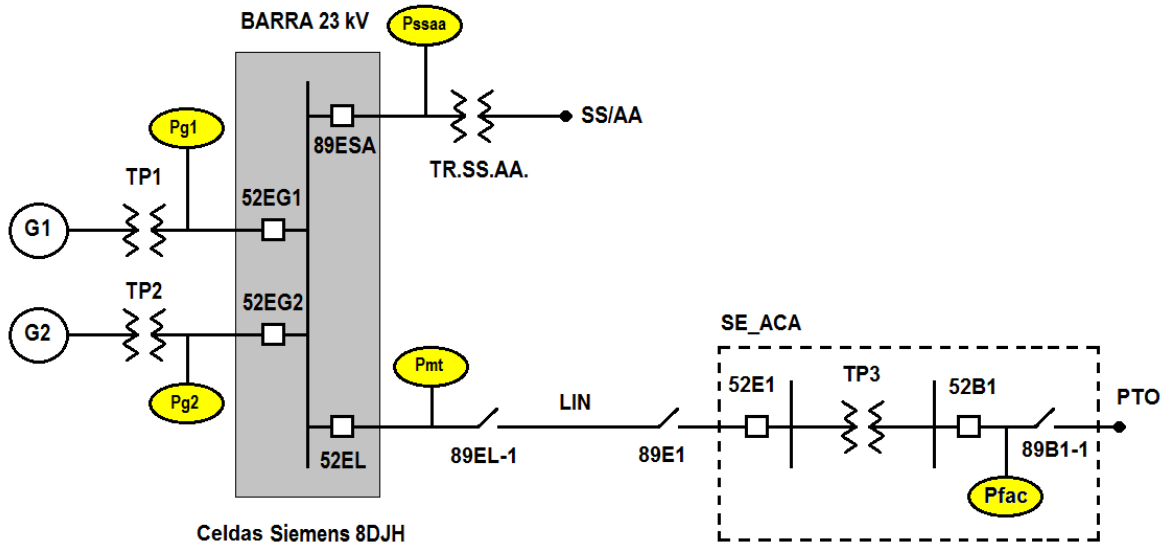 BARRA 23 kV
Pssaa
SS/AA
89ESA
TR.SS.AA.
Pg1
TP1
52EG1
G1
TP2
52EG2
G2
Pg2
SE_ACA
Pmt
52E1
TP3
52B1
LIN
PTO
52EL
89EL-1
89E1
89B1-1
Pfac
Celdas Siemens 8DJH